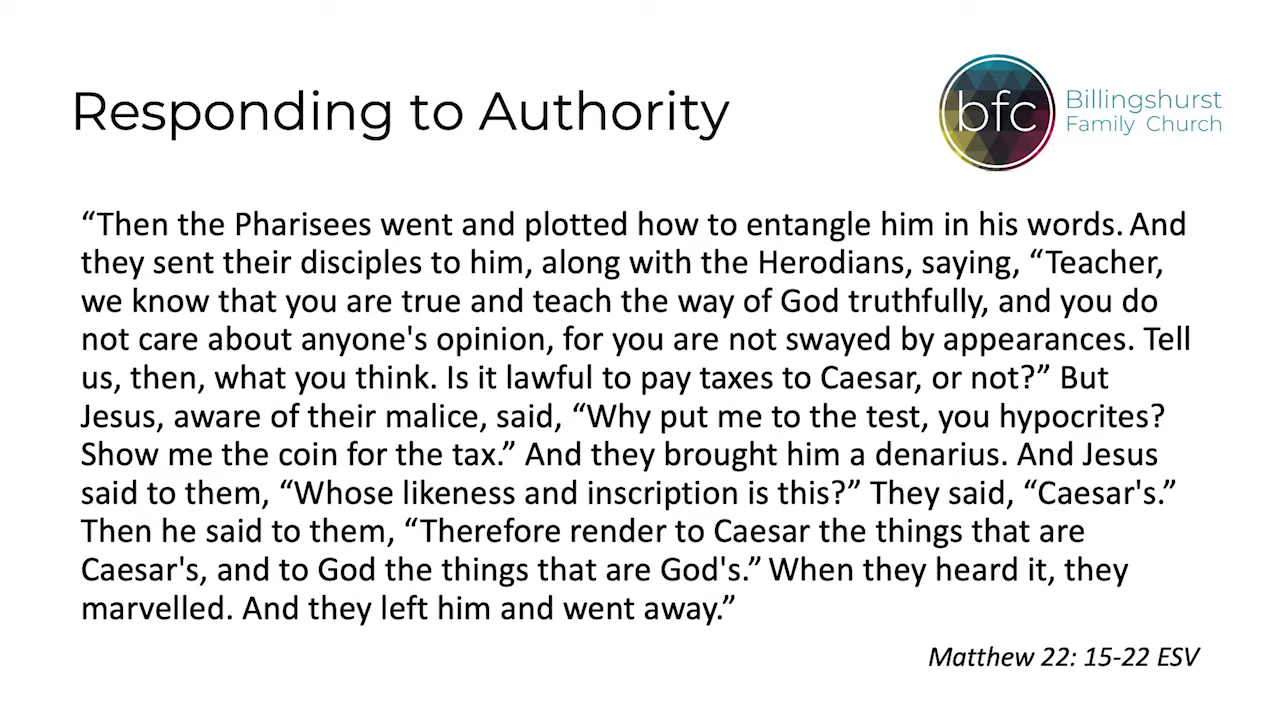 Responding to Authority
bfc
Billingshurst
Family Church
“Then the Pharisees went and plotted how to entangle him in his words. And
they sent their disciples to him, along with the Herodians, saying, “Teacher,
we know that you are true and teach the way of God truthfully, and you do
not care about anyone's opinion, for you are not swayed by appearances. Tell
us, then, what you think. Is it lawful to pay taxes to Caesar, or not?” But
Jesus, aware of their malice, said, “Why put me to the test, you hypocrites?
Show me the coin for the tax.” And they brought him a denarius. And Jesus
said to them, “Whose likeness and inscription is this?” They said, “Caesar's.”
Then he said to them, “Therefore render to Caesar the things that are
Caesar's, and to God the things that are God's.” When they heard it, they
marvelled. And they left him and went away.”
Matthew 22: 15-22 ESV